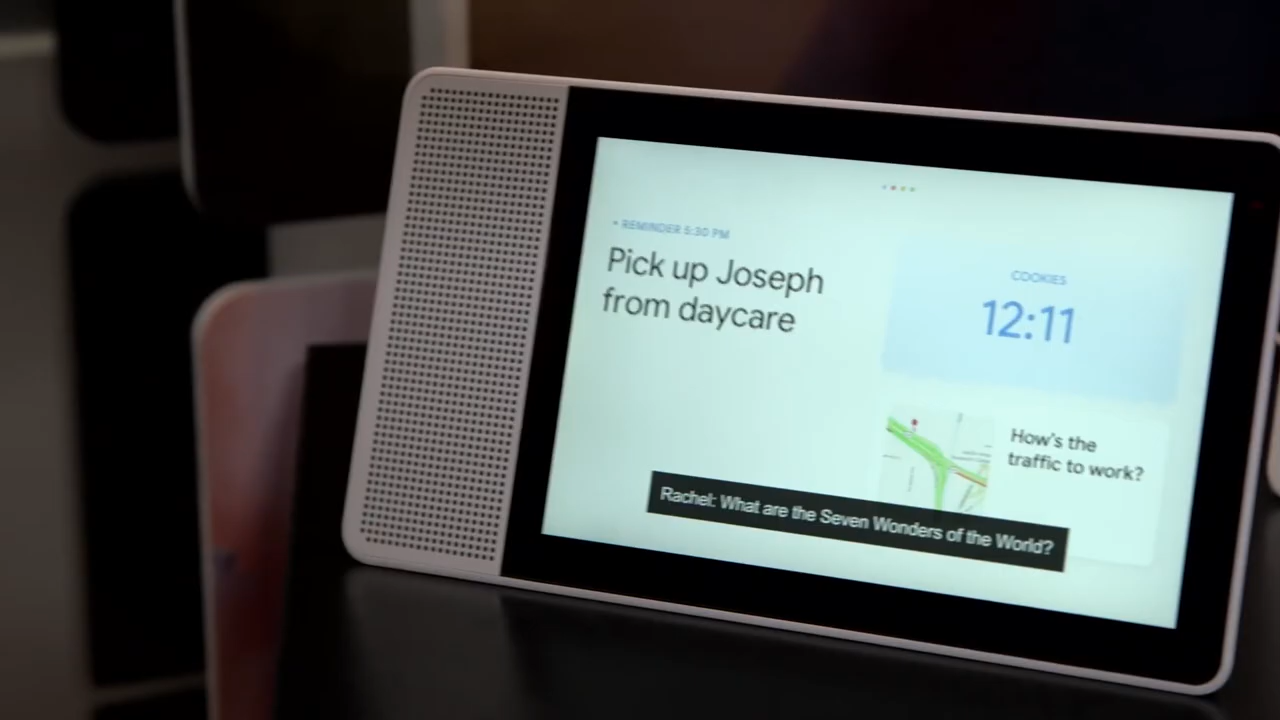 • REMINDER 5:30 PM
Pick up Joseph
from daycare
COOKIES
12:11
How's the
traffic to work?
Rachel: What are the Seven Wonders of the World?